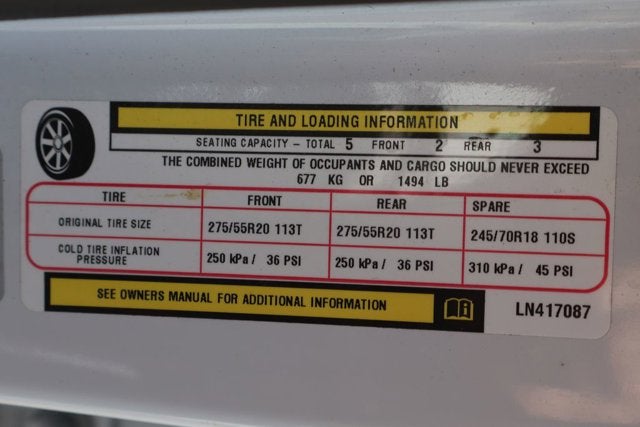 TIRE AND LOADING INFORMATION
SEATING CAPACITY – TOTAL 5 FRONT 2 REAR 3
THE COMBINED WEIGHT OF OCCUPANTS AND CARGO SHOULD NEVER EXCEED
677 KG OR 1494 LB
TIRE FRONT REAR SPARE
ORIGINAL TIRE SIZE 275/55R20 113T 275/55R20 113T 245/70R18 110S
COLD TIRE INFLATION
PRESSURE 250 kPa / 36 PSI 250 kPa / 36 PSI 310 kPa / 45 PSI
SEE OWNERS MANUAL FOR ADDITIONAL INFORMATION
LN417087